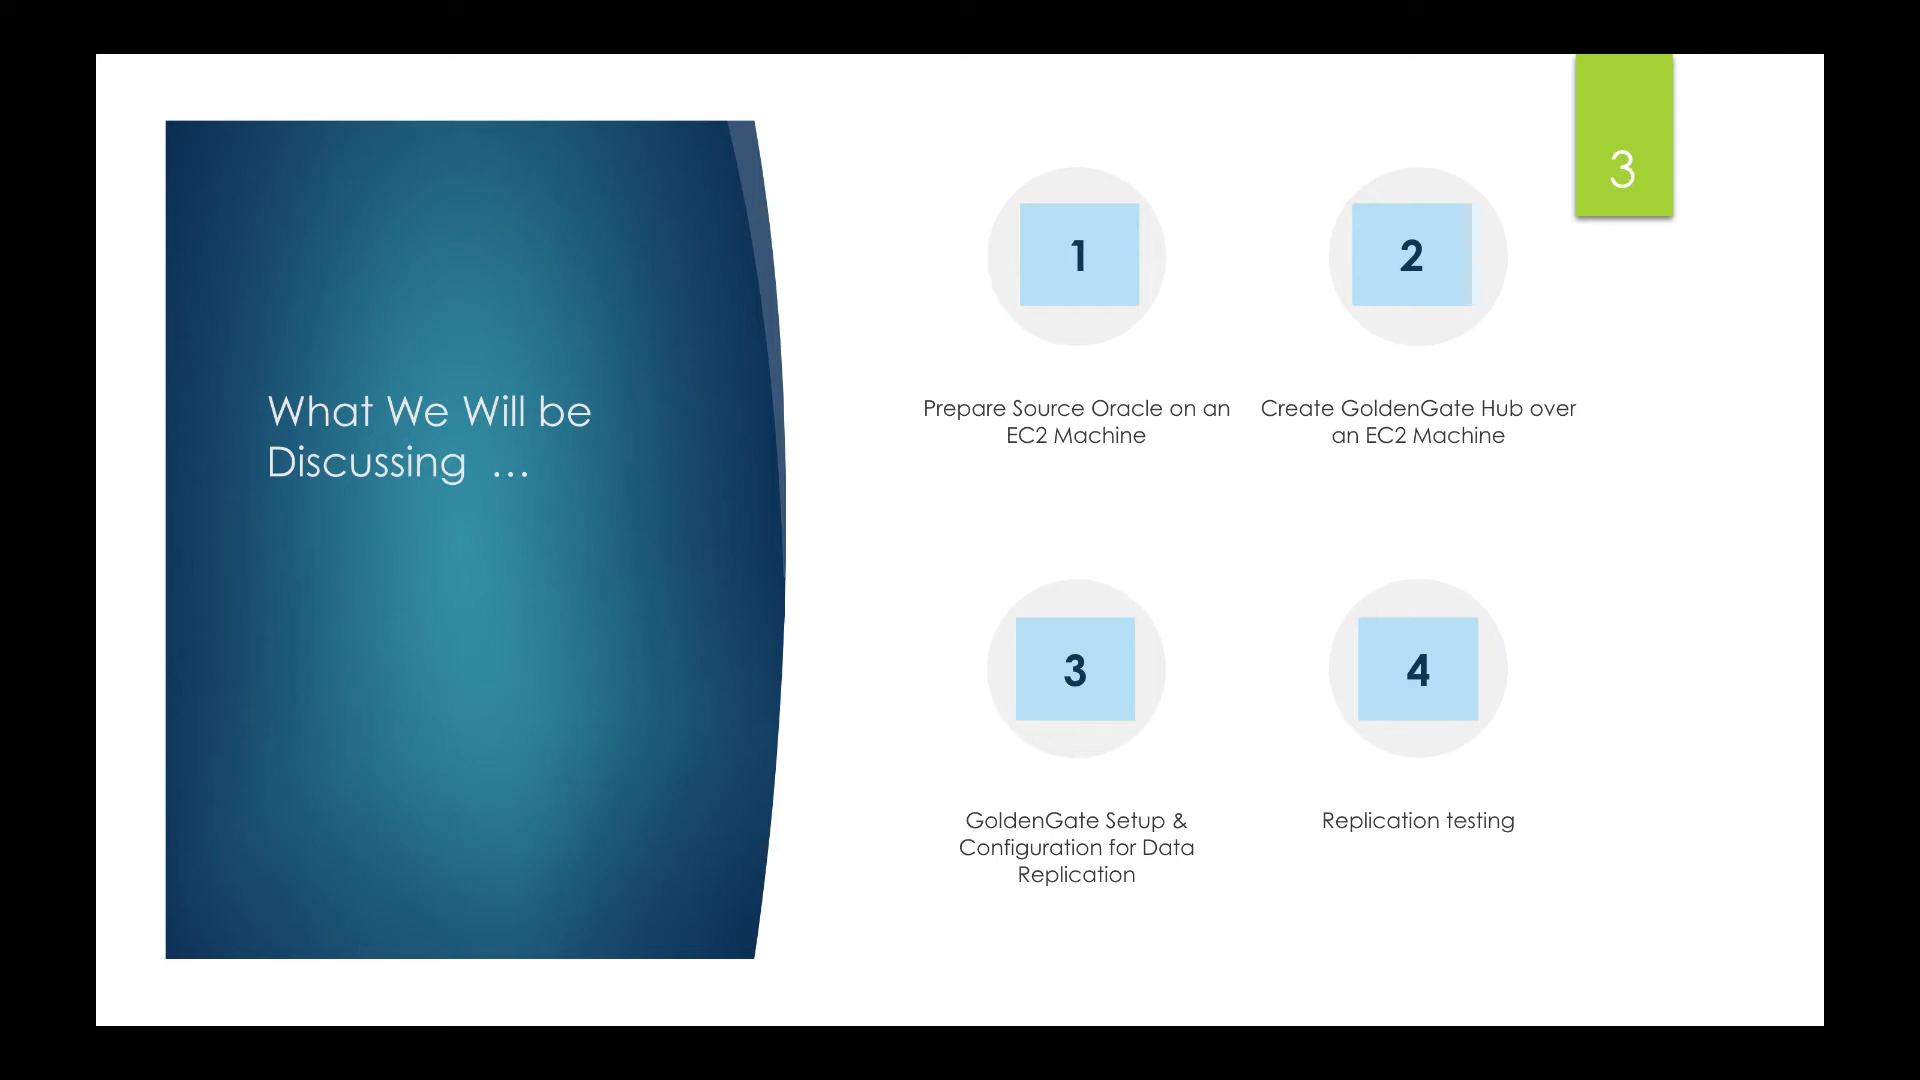 3
What We Will be
Discussing  …
1
Prepare Source Oracle on an
EC2 Machine
2
Create GoldenGate Hub over
an EC2 Machine
3
GoldenGate Setup &
Configuration for Data
Replication
4
Replication testing